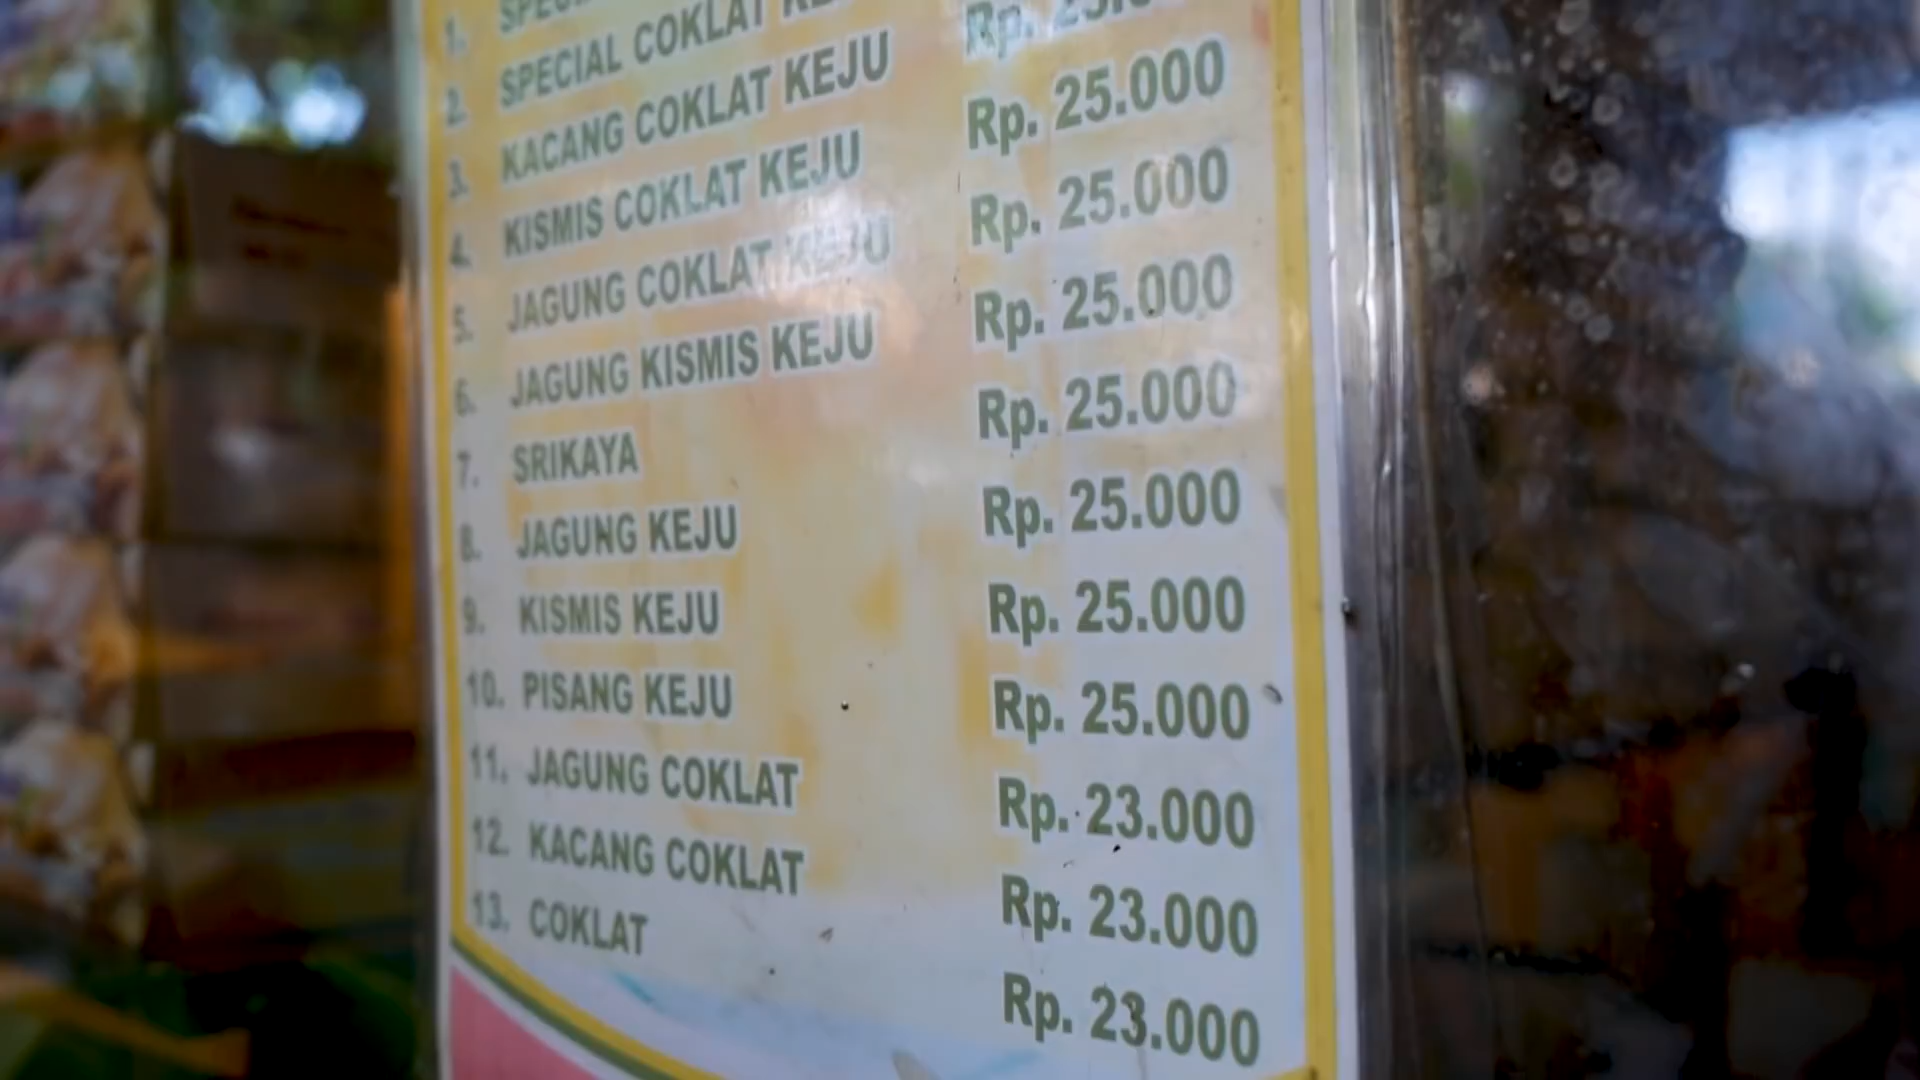 1.
2. SPECIAL COKLAT
3. KACANG COKLAT KEJU Rp.
4. KISMIS COKLAT KEJU Rp. 25.000
5. JAGUNG COKLAT KEJU Rp. 25.000
6. JAGUNG KISMIS KEJU Rp. 25.000
7. SRIKAYA Rp. 25.000
8. JAGUNG KEJU Rp. 25.000
9. KISMIS KEJU Rp. 25.000
10. PISANG KEJU Rp. 25.000
11. JAGUNG COKLAT Rp. 23.000
12. KACANG COKLAT Rp. 23.000
13. COKLAT Rp. 23.000